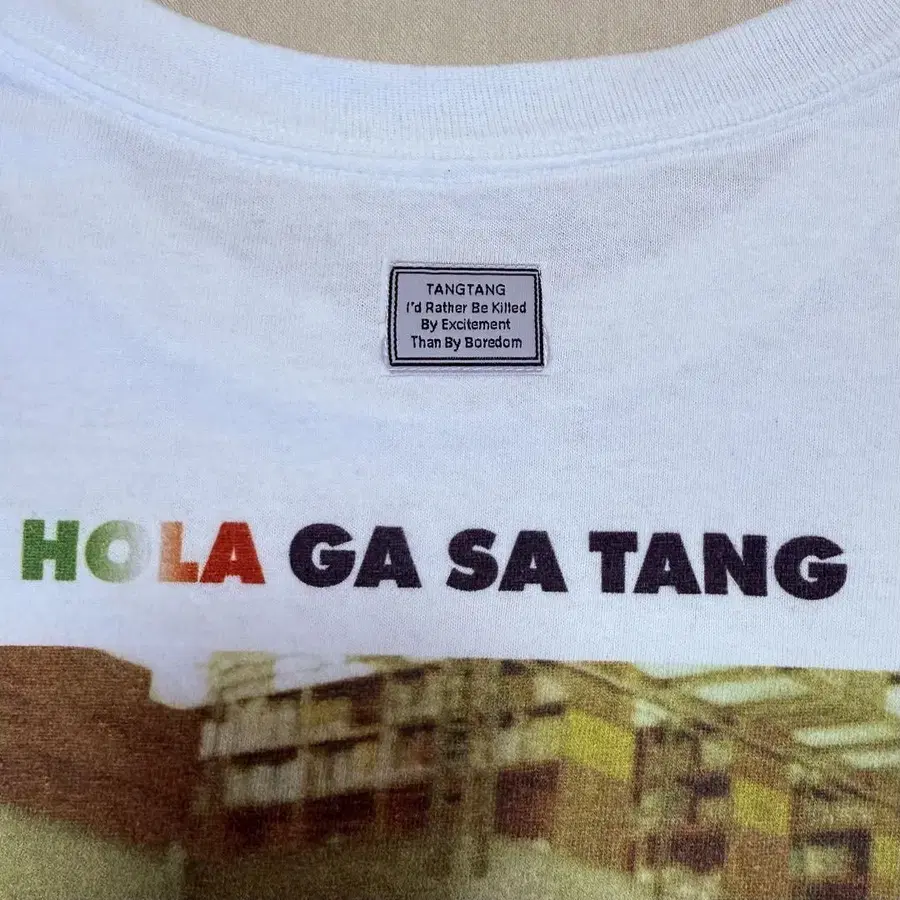 TANGTANG
I'd Rather Be Killed
By Excitement
Than By Boredom
HOLA GA SA TANG